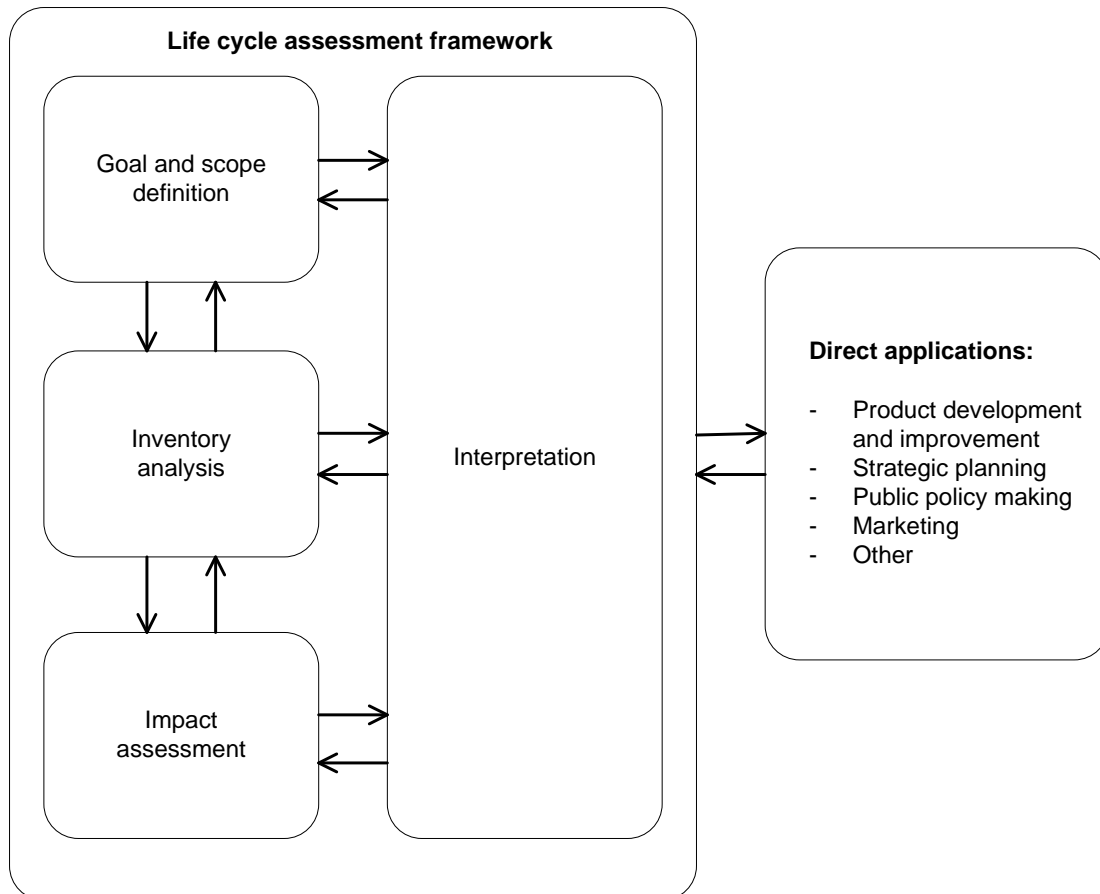 Life cycle assessment framework
Goal and scope
definition
Inventory
analysis
Impact
assessment
Interpretation
Direct applications:
- Product development
and improvement
- Strategic planning
- Public policy making
- Marketing
- Other